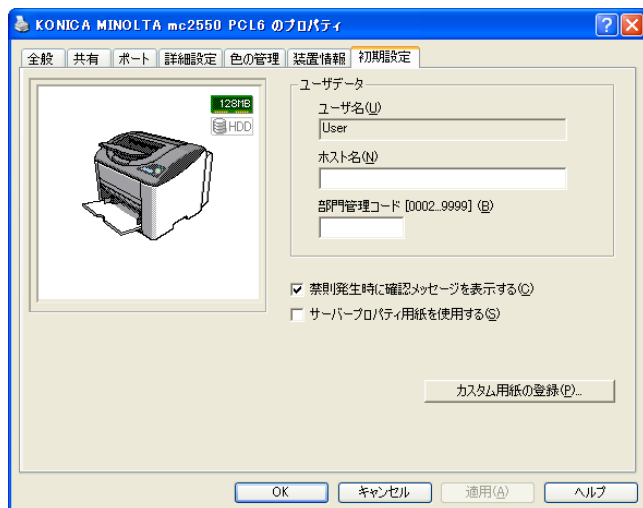 KONICA MINOLTA mc2550 PCL6 のプロパティ
全般 共有 ポート 詳細設定 色の管理 装置情報 初期設定
128MB
HDD
ユーザデータ
ユーザ名(U)
User
ホスト名(N)
部門管理コード [0002...9999] (B)
禁則発生時に確認メッセージを表示する(C)
サーバープロパティ用紙を使用する(S)
カスタム用紙の登録(P)...
OK キャンセル 適用(A) ヘルプ